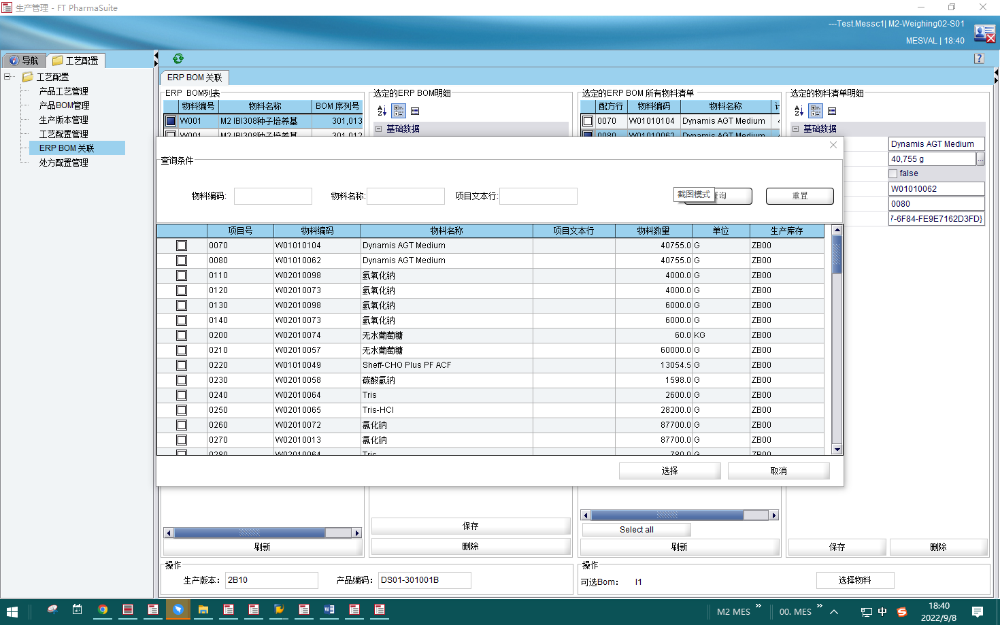 生产管理 - FT PharmaSuite
---Test.Messc1| M2-Weighing02-S01
MESVAL | 18:40
导航
工艺配置
工艺配置
产品工艺管理
产品BOM管理
生产版本管理
工艺配置管理
ERP BOM 关联
处方配置管理
ERP BOM 关联
ERP BOM列表
物料编号 物料名称 BOM 序列号
W001 M2 IBI308种子培养基 301,013
W001 M2 IBI308种子培养基 301,012
选定的ERP BOM明细
基础数据
选定的ERP BOM 所有物料清单
配方行 物料编码 物料名称
0070 W01010104 Dynamis AGT Medium
0080 W01010062 Dynamis AGT Medium
选定的物料清单明细
基础数据
Dynamis AGT Medium
40,755 g
...
false
W01010062
0080
7-6F84-FE9E7162D3FD}
查询条件
物料编码:
物料名称:
项目文本行:
截图模式
询
重置
项目号 物料编码 物料名称 项目文本行 物料数量 单位 生产库存
0070 W01010104 Dynamis AGT Medium 40755.0 G ZB00
0080 W01010062 Dynamis AGT Medium 40755.0 G ZB00
0110 W02010098 氢氧化钠 4000.0 G ZB00
0120 W02010073 氢氧化钠 4000.0 G ZB00
0130 W02010098 氢氧化钠 6000.0 G ZB00
0140 W02010073 氢氧化钠 6000.0 G ZB00
0200 W02010074 无水葡萄糖 60.0 KG ZB00
0210 W02010057 无水葡萄糖 60000.0 G ZB00
0220 W01010049 Sheff-CHO Plus PF ACF 13054.5 G ZB00
0230 W02010058 碳酸氢钠 1598.0 G ZB00
0240 W02010064 Tris 2600.0 G ZB00
0250 W02010065 Tris-HCl 28200.0 G ZB00
0260 W02010072 氯化钠 87700.0 G ZB00
0270 W02010013 氯化钠 87700.0 G ZB00
0280 W02010064 Tris 780.0 G ZB00
选择
取消
刷新
保存
删除
Select all
刷新
保存
删除
操作
生产版本: 2B10
产品编码: DS01-301001B
操作
可选Bom: I1
选择物料
M2 MES
00. MES
中
18:40
2022/9/8